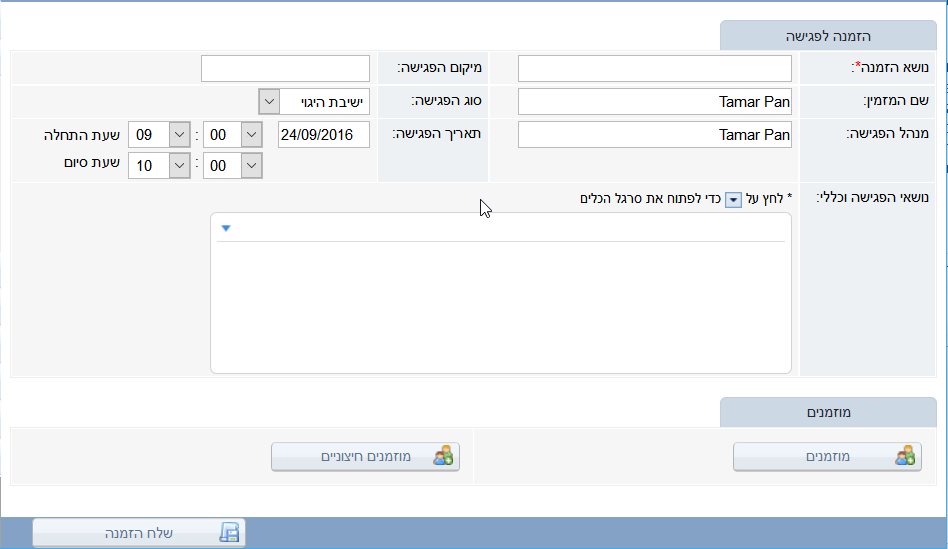 הזמנה לפגישה
נושא הזמנה*:
מיקום הפגישה:
שם המזמין: Tamar Pan
סוג הפגישה: ישיבת היגוי
מנהל הפגישה: Tamar Pan
תאריך הפגישה: 24/09/2016
שעת התחלה 09 : 00
שעת סיום 10 : 00
נושאי הפגישה וכללי:
* לחץ על כדי לפתוח את סרגל הכלים
מוזמנים
מוזמנים
מוזמנים חיצוניים
שלח הזמנה